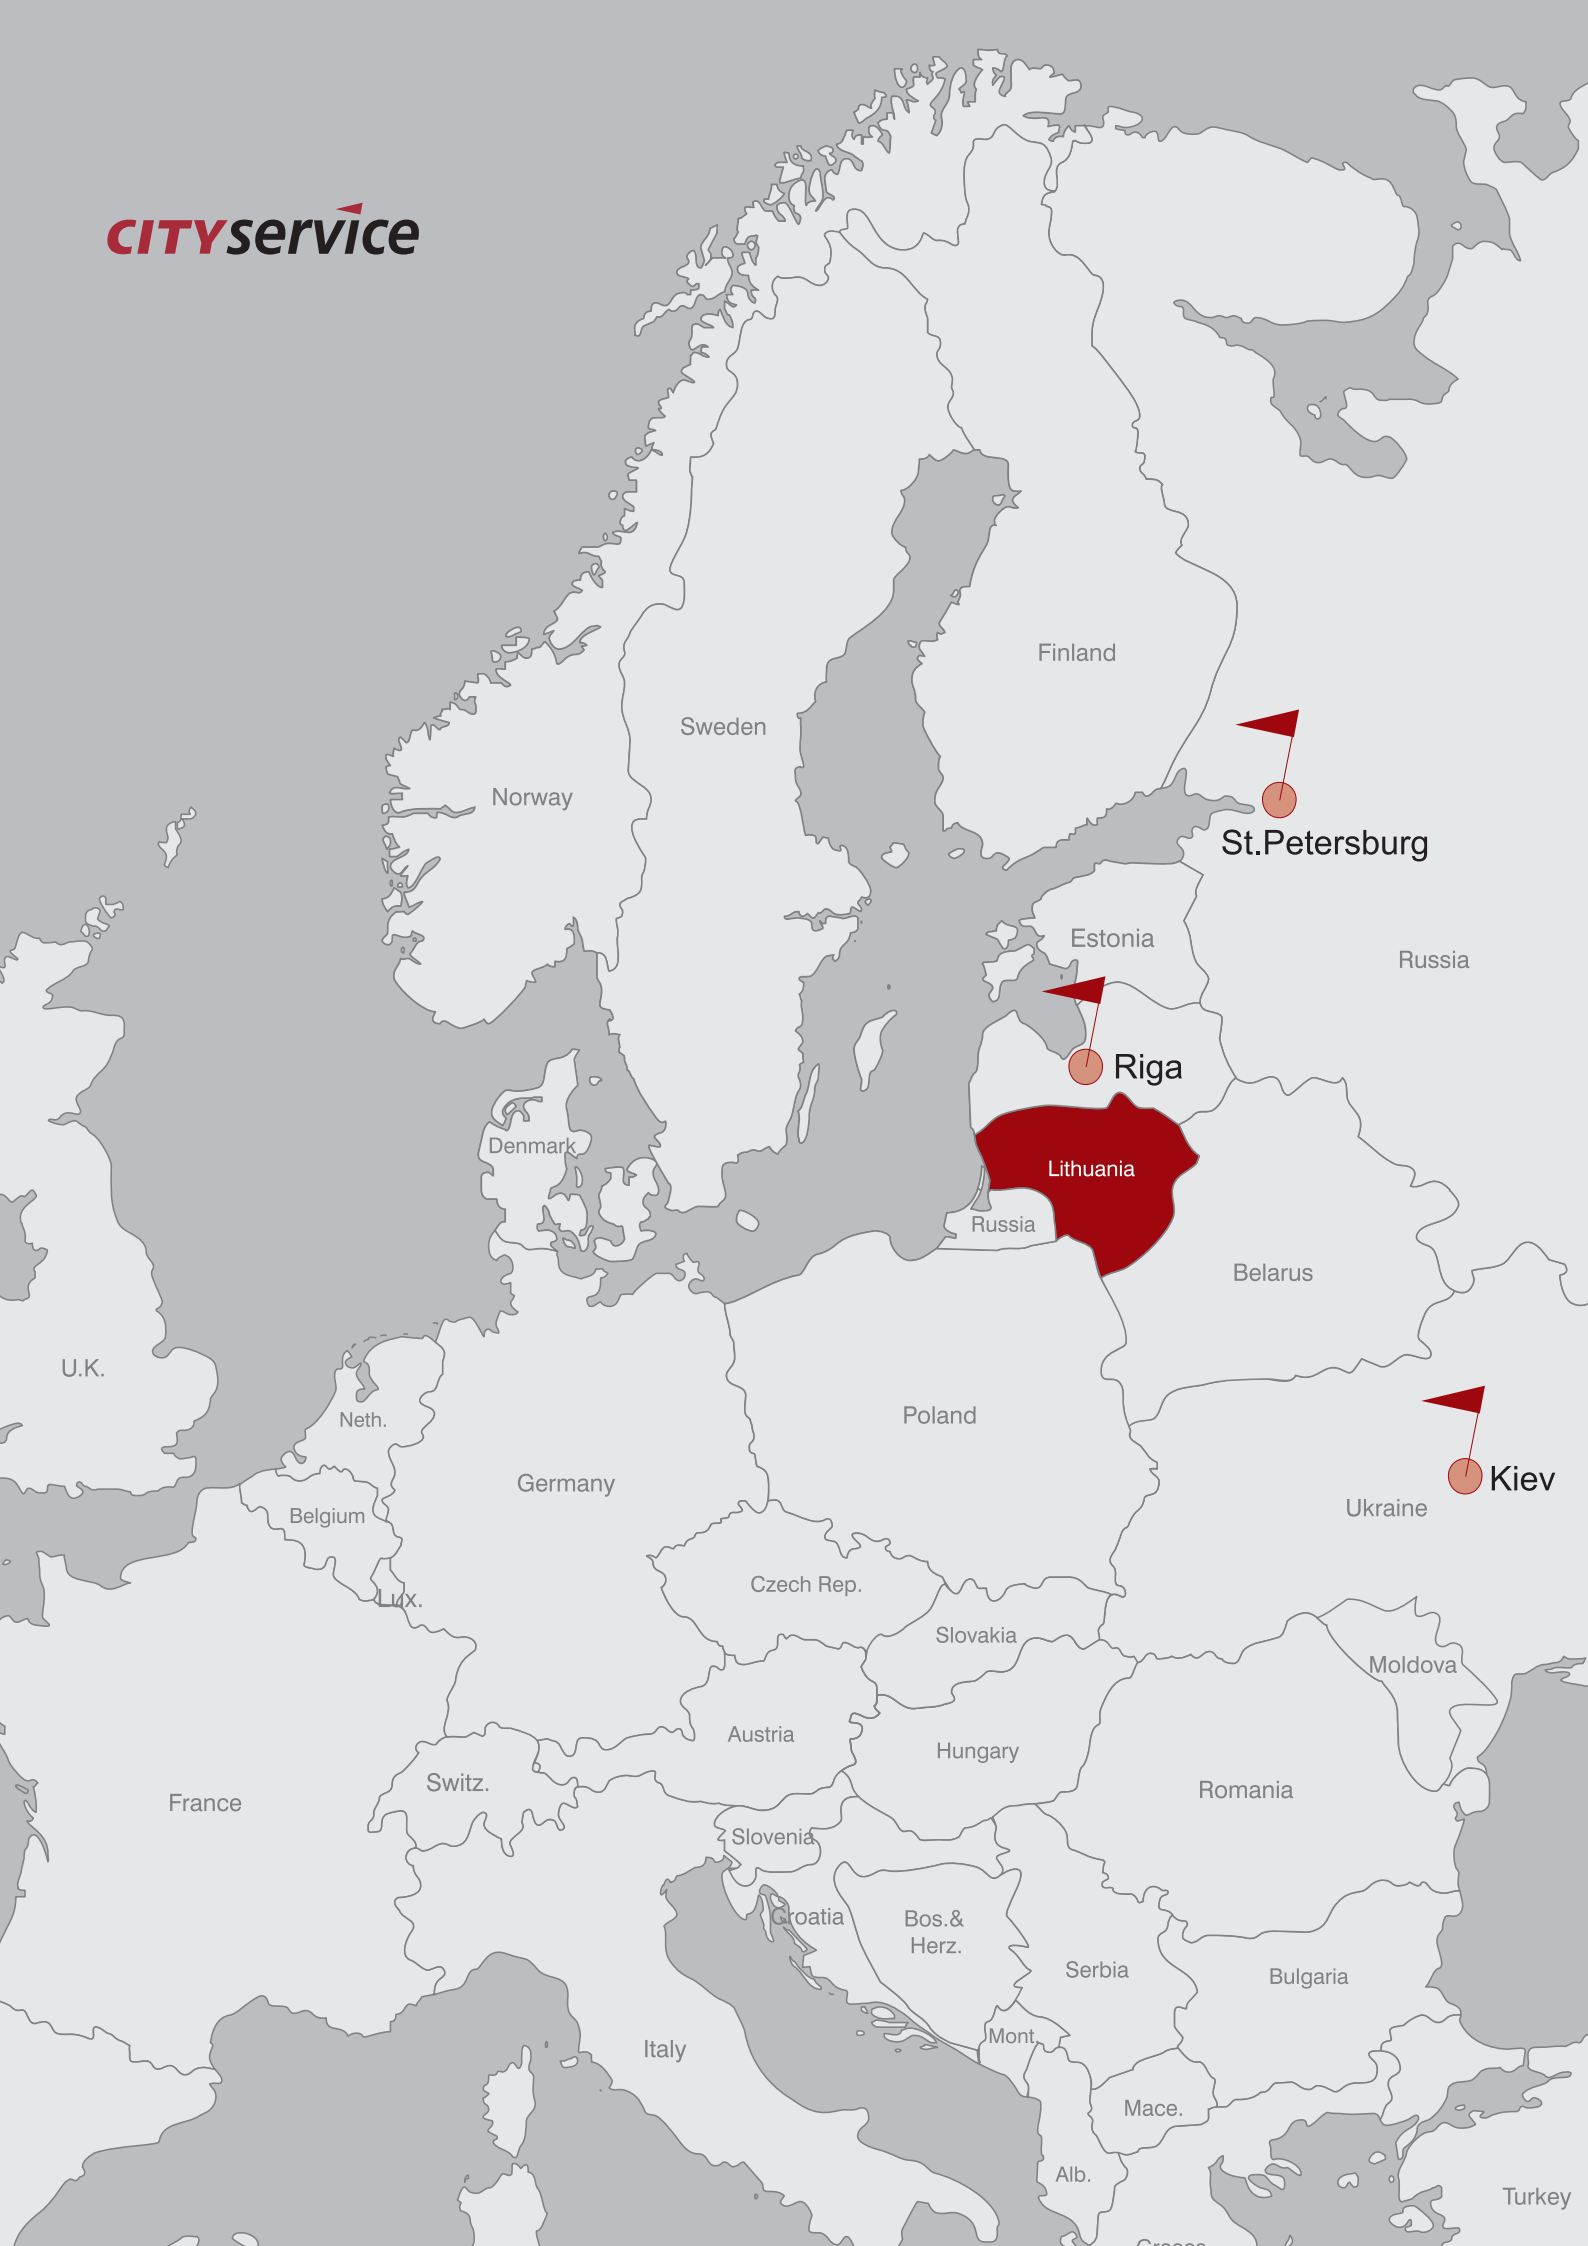 CITYservice
Finland
Sweden
Norway
St.Petersburg
Estonia
Russia
Riga
Denmark
Lithuania
Russia
Belarus
U.K.
Neth.
Poland
Germany
Kiev
Ukraine
Belgium
Czech Rep.
Lux.
Slovakia
Moldova
Austria
Hungary
Switz.
Romania
France
Slovenia
Croatia
Bos.&
Herz.
Serbia
Bulgaria
Mont.
Italy
Mace.
Alb.
Turkey
Greece